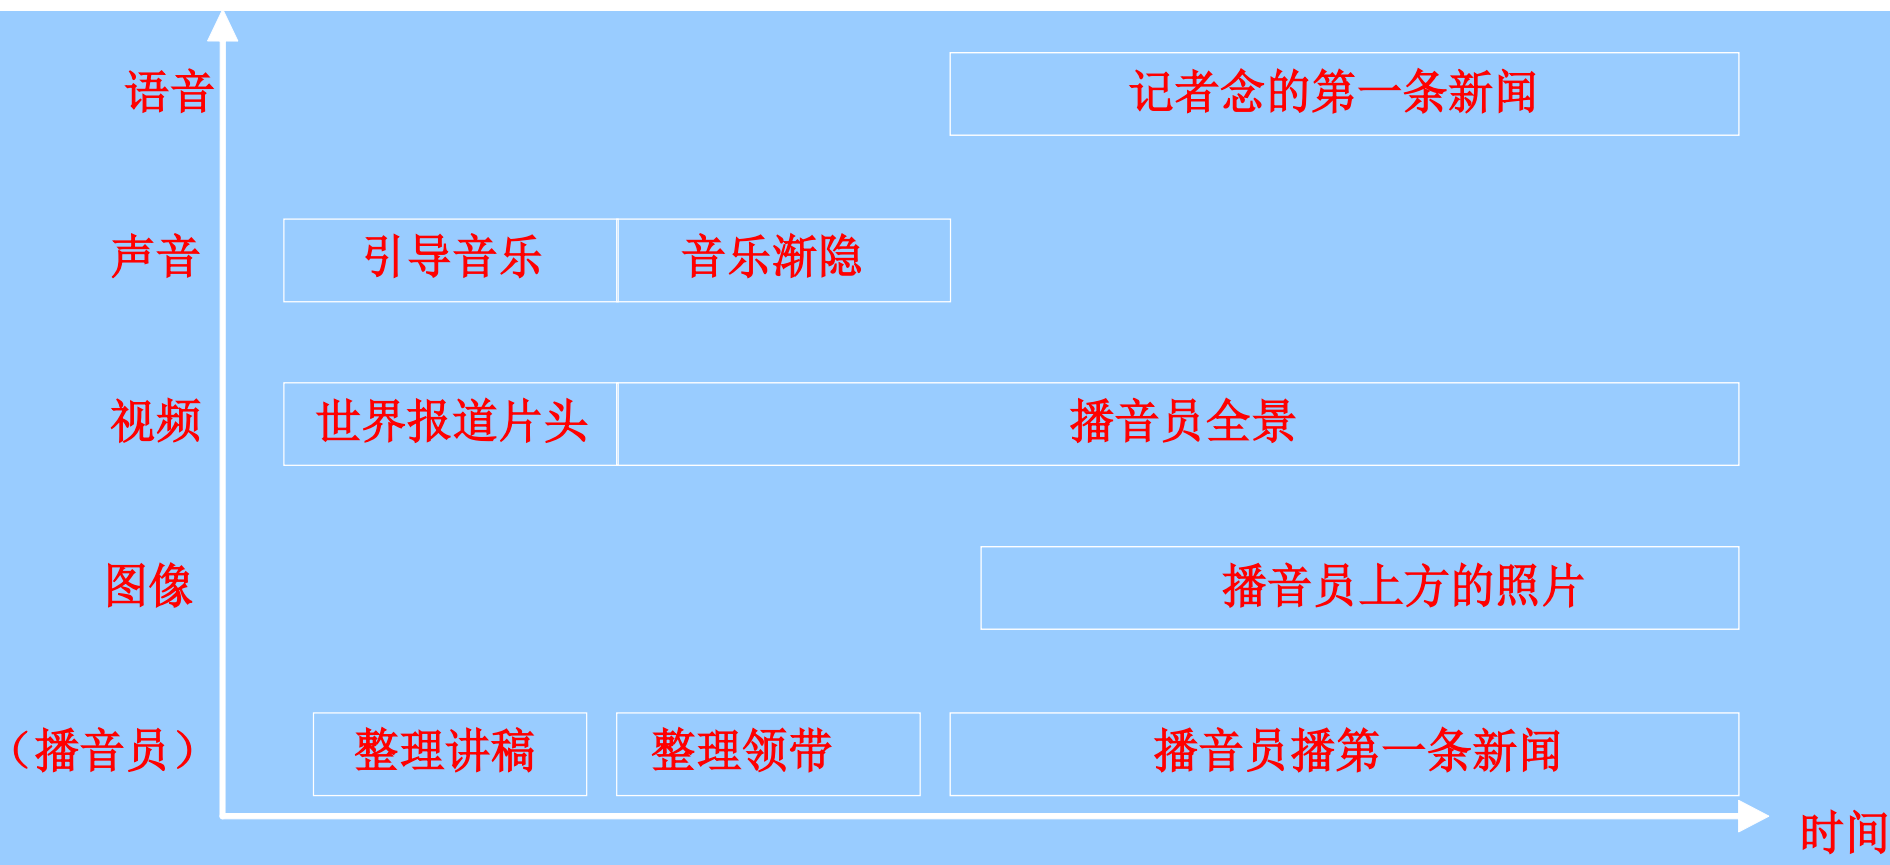 语音 记者念的第一条新闻
声音 引导音乐 音乐渐隐
视频 世界报道片头 播音员全景
图像 播音员上方的照片
（播音员） 整理讲稿 整理领带 播音员播第一条新闻
时间